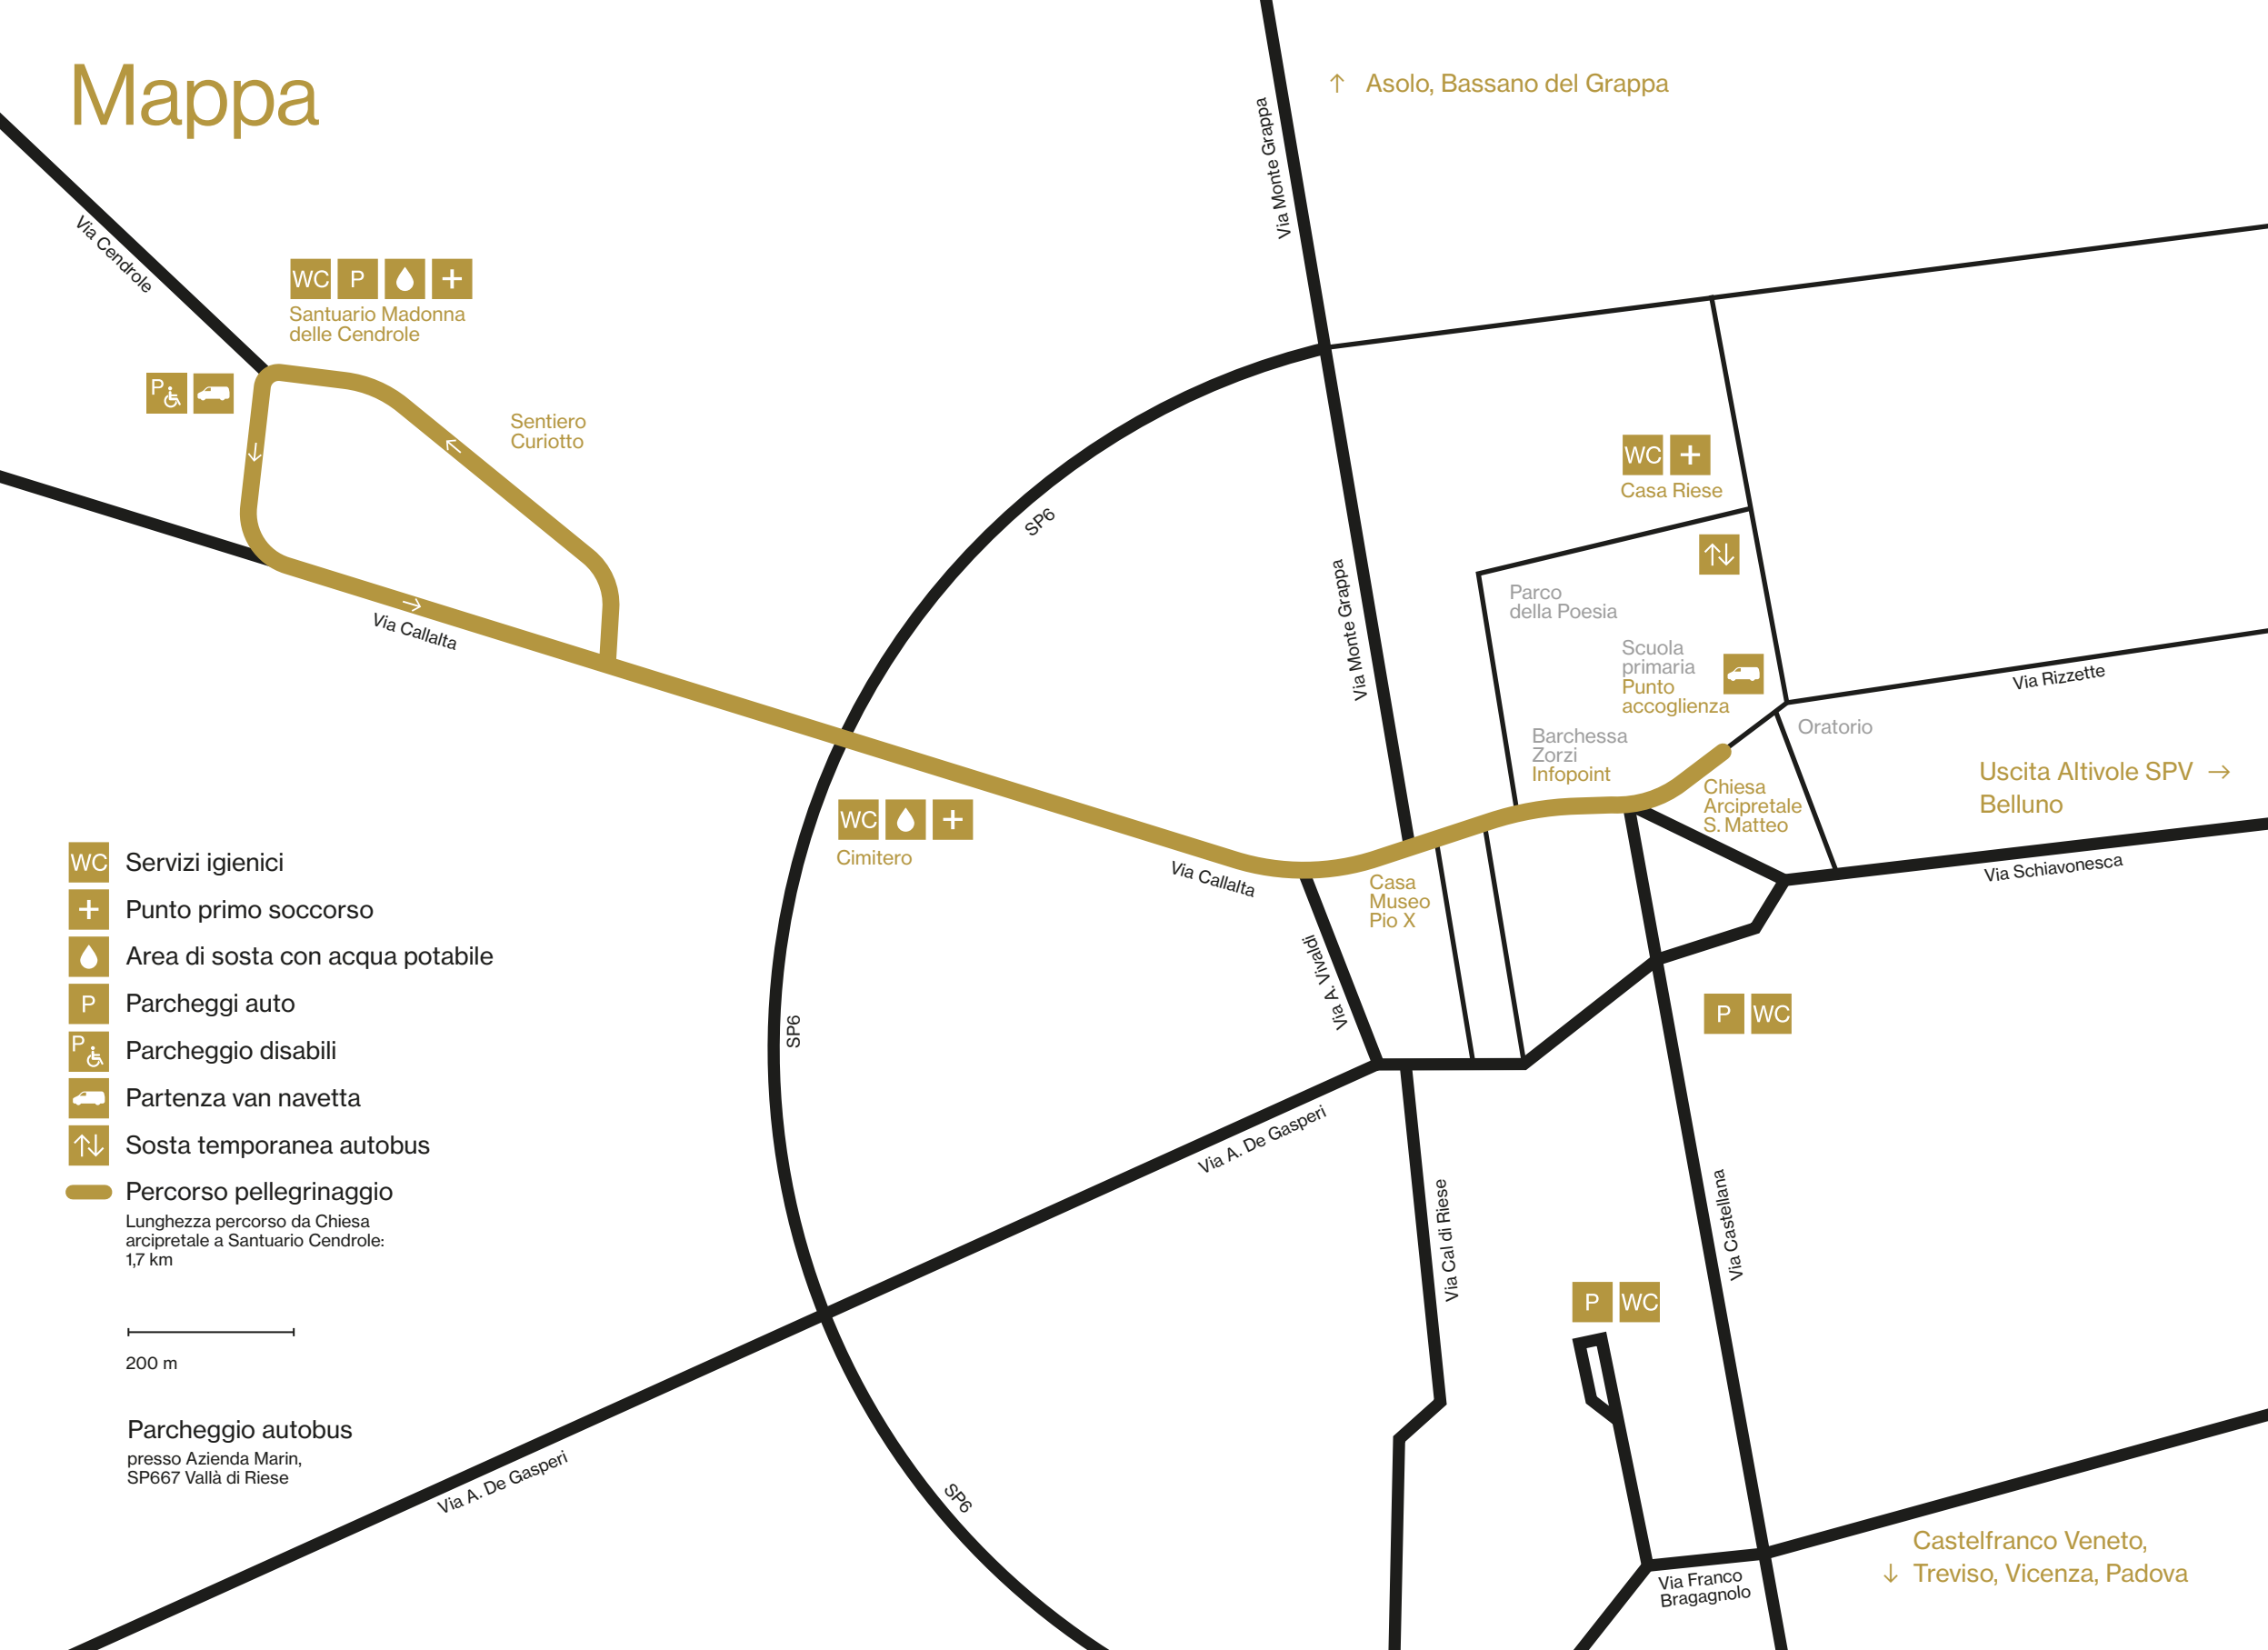 Mappa
↑ Asolo, Bassano del Grappa
Via Monte Grappa
Via Cendrole
WC P +
Santuario Madonna
delle Cendrole
P
Sentiero
Curiotto
WC +
Casa Riese
SP6
Via Monte Grappa
Parco
della Poesia
Via Callalta
Scuola
primaria
Punto
accoglienza
Via Rizzette
Oratorio
Barchessa
Zorzi
Infopoint
Chiesa
Arcipretale
S. Matteo
Uscita Altivole SPV →
Belluno
WC +
Cimitero
Via Callalta
Via Schiavonesca
Casa
Museo
Pio X
Via A. Vivaldi
WC Servizi igienici
+ Punto primo soccorso
Area di sosta con acqua potabile
P Parcheggi auto
P Parcheggio disabili
Partenza van navetta
Sosta temporanea autobus
Percorso pellegrinaggio
Lunghezza percorso da Chiesa
arcipretale a Santuario Cendrole:
1,7 km
200 m
Parcheggio autobus
presso Azienda Marin,
SP667 Vallà di Riese
SP6
P WC
Via A. De Gasperi
Via Cal di Riese
Via Castellana
P WC
Via A. De Gasperi
SP6
Castelfranco Veneto,
↓ Treviso, Vicenza, Padova
Via Franco
Bragagnolo